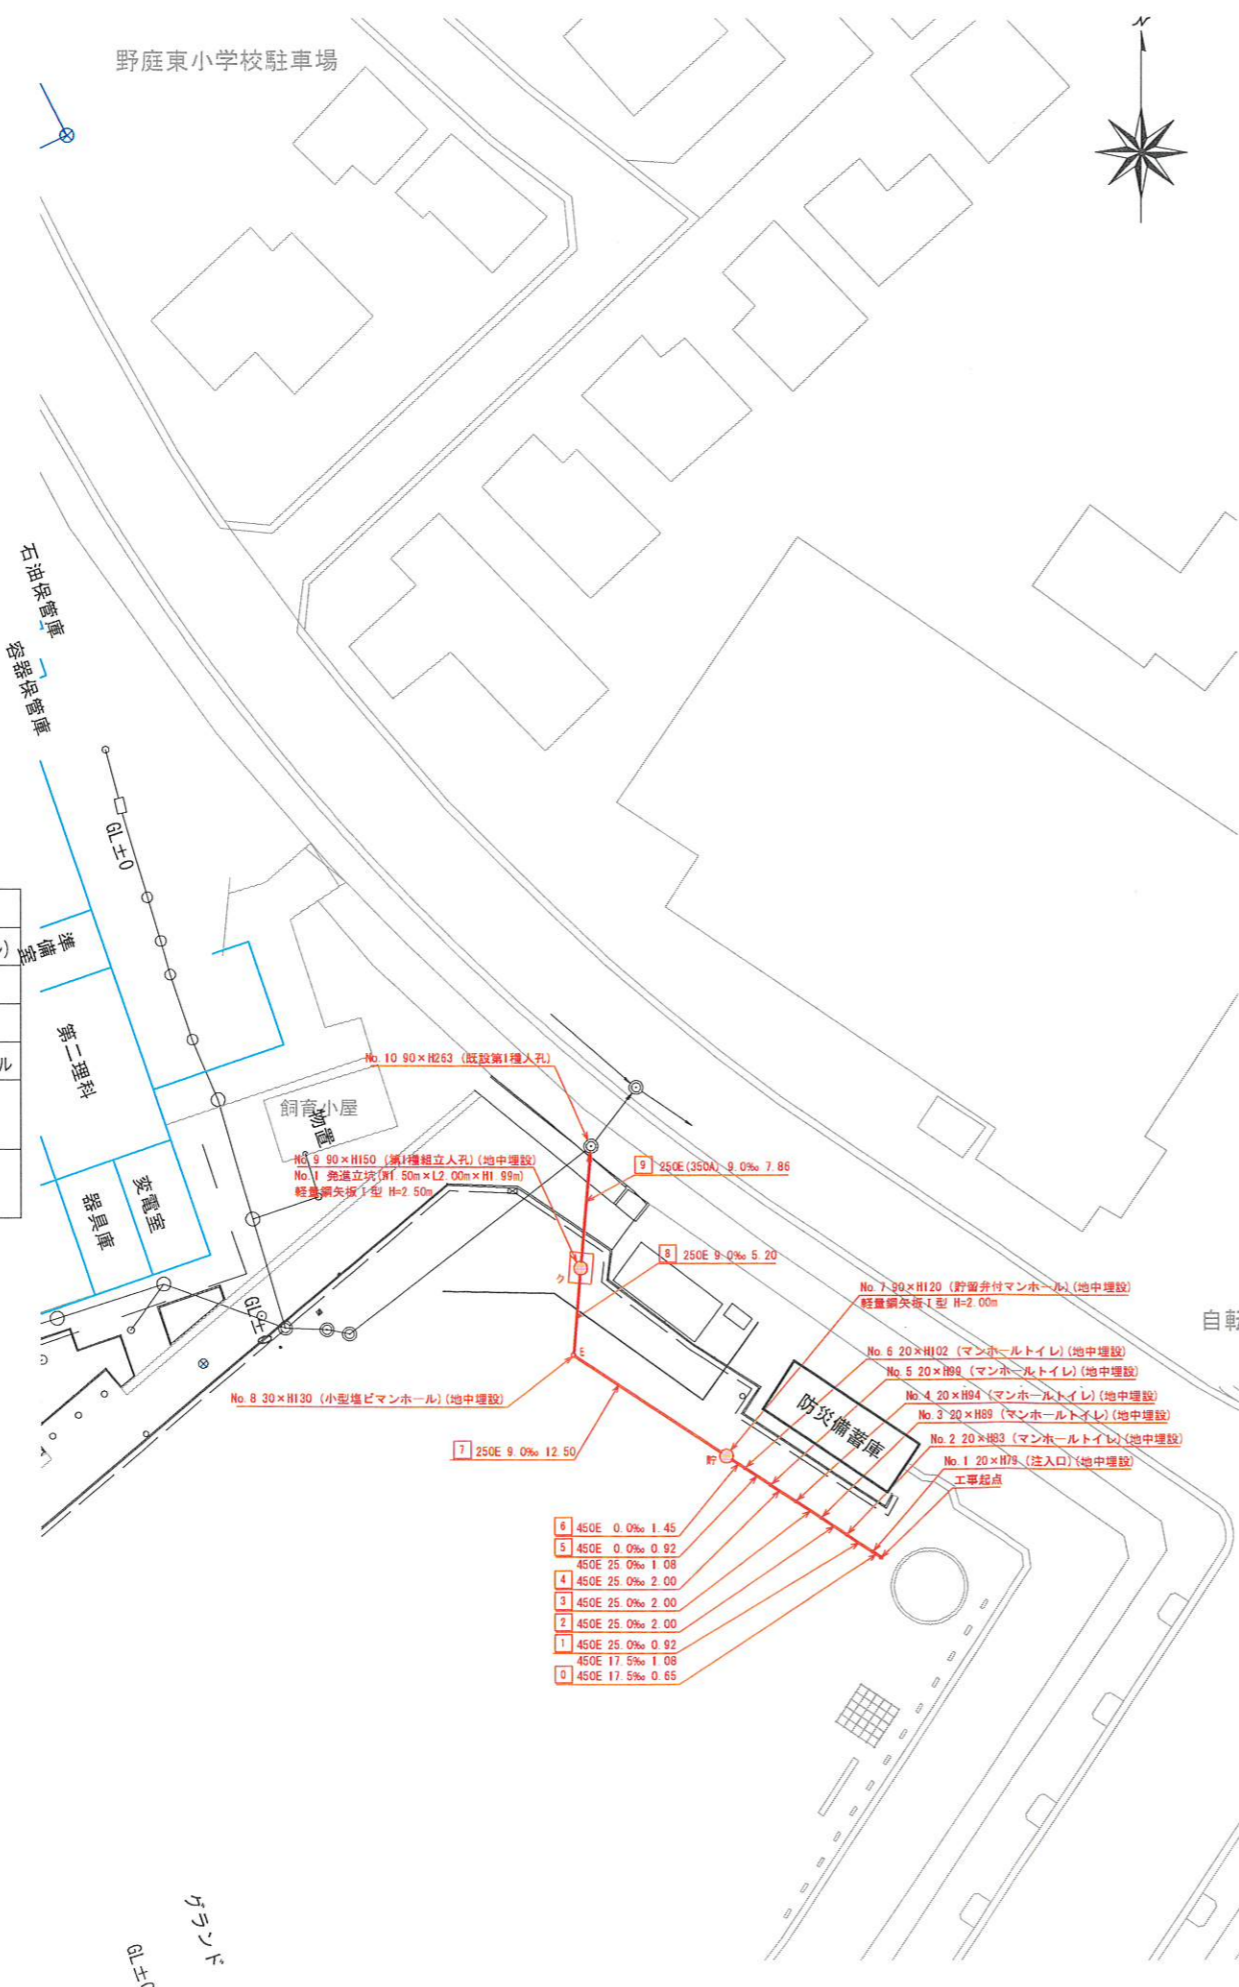 野庭東小学校駐車場
N
石油保管庫
容器保管庫
GL±0
準備室
第二理科
ル
変電室
器具庫
飼育小屋
物置
No.10 90×H263 (既設第1種人孔)
No.9 90×H150 (第1種組立人孔)(地中埋設)
No.1 発進立坑(W1.50m×L2.00m×H1.99m)
軽量鋼矢板Ⅰ型 H=2.50m
9 250E(350A) 9.0‰ 7.86
8 250E 9.0‰ 5.20
No.7 90×H120 (貯留弁付マンホール)(地中埋設)
軽量鋼矢板Ⅰ型 H=2.00m
自転
No.6 20×H102 (マンホールトイレ)(地中埋設)
No.5 20×H99 (マンホールトイレ)(地中埋設)
No.4 20×H94 (マンホールトイレ)(地中埋設)
No.3 20×H89 (マンホールトイレ)(地中埋設)
No.2 20×H83 (マンホールトイレ)(地中埋設)
No.1 20×H79 (注入口)(地中埋設)
工事起点
防災備蓄庫
GL±
No.8 30×H130 (小型塩ビマンホール)(地中埋設)
7 250E 9.0‰ 12.50
貯
6 450E 0.0‰ 1.45
5 450E 0.0‰ 0.92
450E 25.0‰ 1.08
4 450E 25.0‰ 2.00
3 450E 25.0‰ 2.00
2 450E 25.0‰ 2.00
1 450E 25.0‰ 0.92
450E 17.5‰ 1.08
0 450E 17.5‰ 0.65
グランド
GL±0